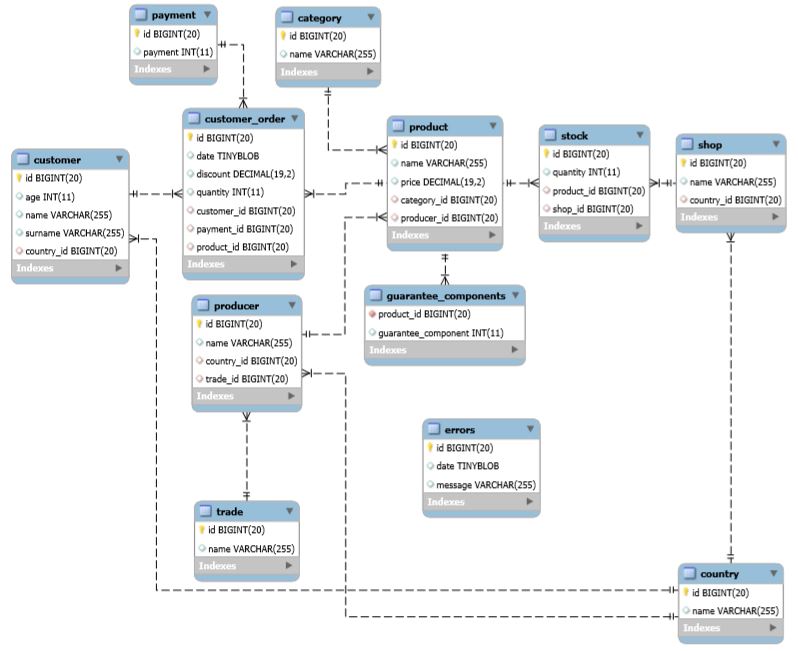 payment
id BIGINT(20)
payment INT(11)
Indexes
category
id BIGINT(20)
name VARCHAR(255)
Indexes
customer_order
id BIGINT(20)
date TINYBLOB
discount DECIMAL(19,2)
quantity INT(11)
customer_id BIGINT(20)
payment_id BIGINT(20)
product_id BIGINT(20)
Indexes
product
id BIGINT(20)
name VARCHAR(255)
price DECIMAL(19,2)
category_id BIGINT(20)
producer_id BIGINT(20)
Indexes
stock
id BIGINT(20)
quantity INT(11)
product_id BIGINT(20)
shop_id BIGINT(20)
Indexes
shop
id BIGINT(20)
name VARCHAR(255)
country_id BIGINT(20)
Indexes
customer
id BIGINT(20)
age INT(11)
name VARCHAR(255)
surname VARCHAR(255)
country_id BIGINT(20)
Indexes
producer
id BIGINT(20)
name VARCHAR(255)
country_id BIGINT(20)
trade_id BIGINT(20)
Indexes
guarantee_components
product_id BIGINT(20)
guarantee_component INT(11)
Indexes
errors
id BIGINT(20)
date TINYBLOB
message VARCHAR(255)
Indexes
trade
id BIGINT(20)
name VARCHAR(255)
Indexes
country
id BIGINT(20)
name VARCHAR(255)
Indexes